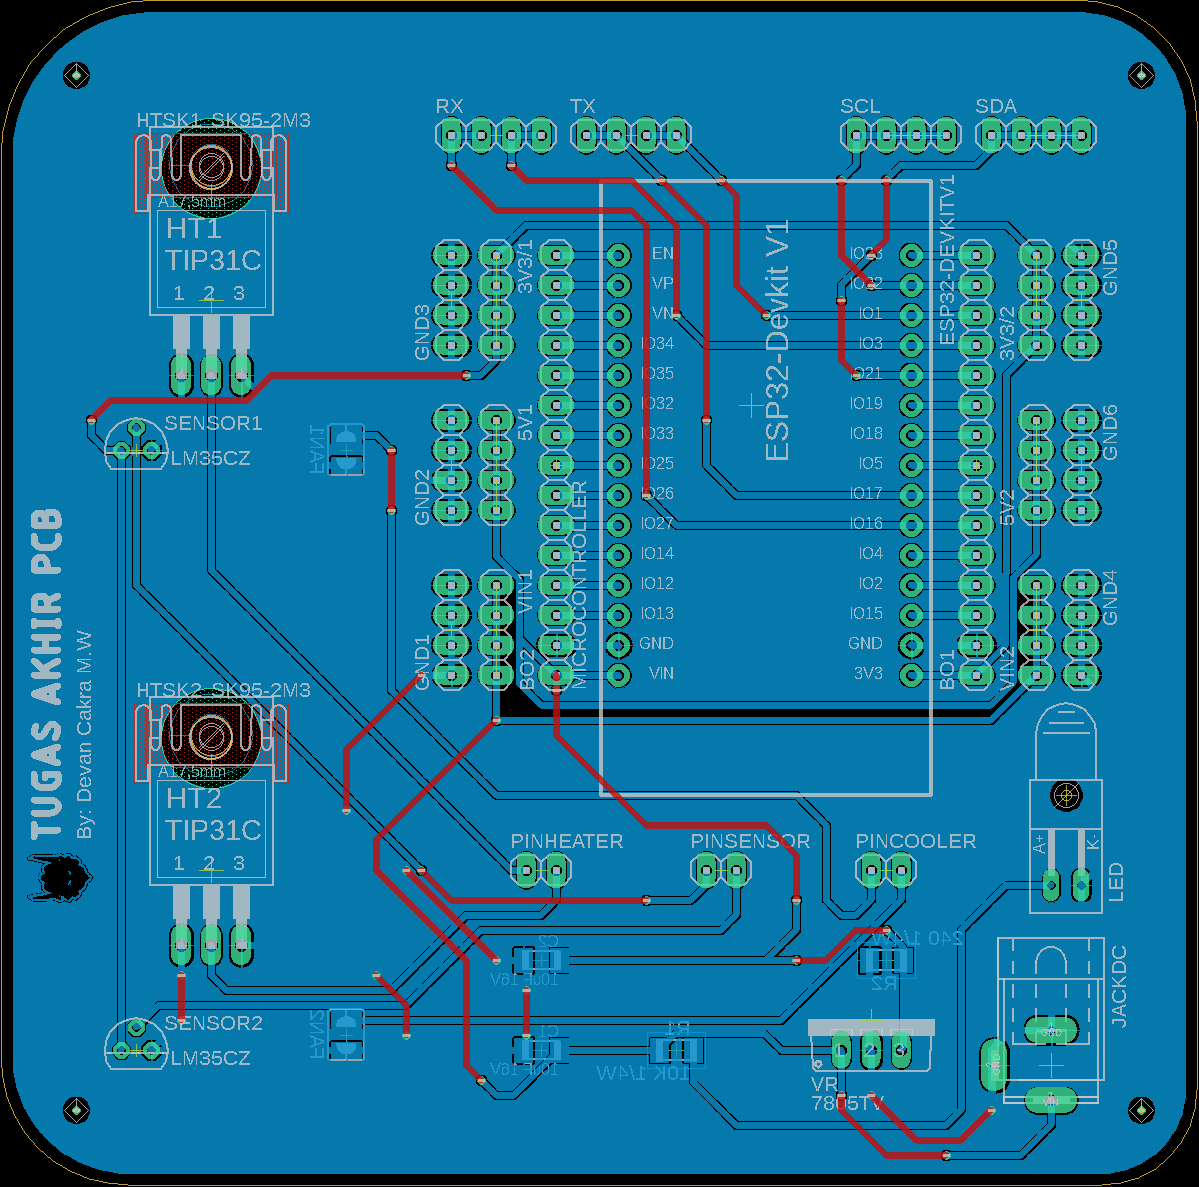 RX
TX
SCL
SDA
HTSK1 SK95-2M3
A17,5mm
HT1
TIP31C
1 2 3
SENSOR1
LM35CZ
FAN1
GND3
3V3/1
GND2
5V1
GND1
VIN1
BO2
MICROCONTROLLER
EN
VP
VN
IO34
IO35
IO32
IO33
IO25
IO26
IO27
IO14
IO12
IO13
GND
VIN
ESP32-Devkit V1
IO23
IO22
IO1
IO3
IO21
IO19
IO18
IO5
IO17
IO16
IO4
IO2
IO15
GND
3V3
ESP32-DEVKITV1
3V3/2
GND5
5V2
GND6
BO1
VIN2
GND4
TUGAS AKHIR PCB
By: Devan Cakra M.W
HTSK2 SK95-2M3
A17,5mm
HT2
TIP31C
1 2 3
SENSOR2
LM35CZ
FAN2
PINHEATER
PINSENSOR
PINCOOLER
C2
10uF 16V
C1
10uF 16V
R1
10K 1/4W
240 1/4W
R2
A+
K-
LED
1 2 3
VR
7805TV
JACKDC